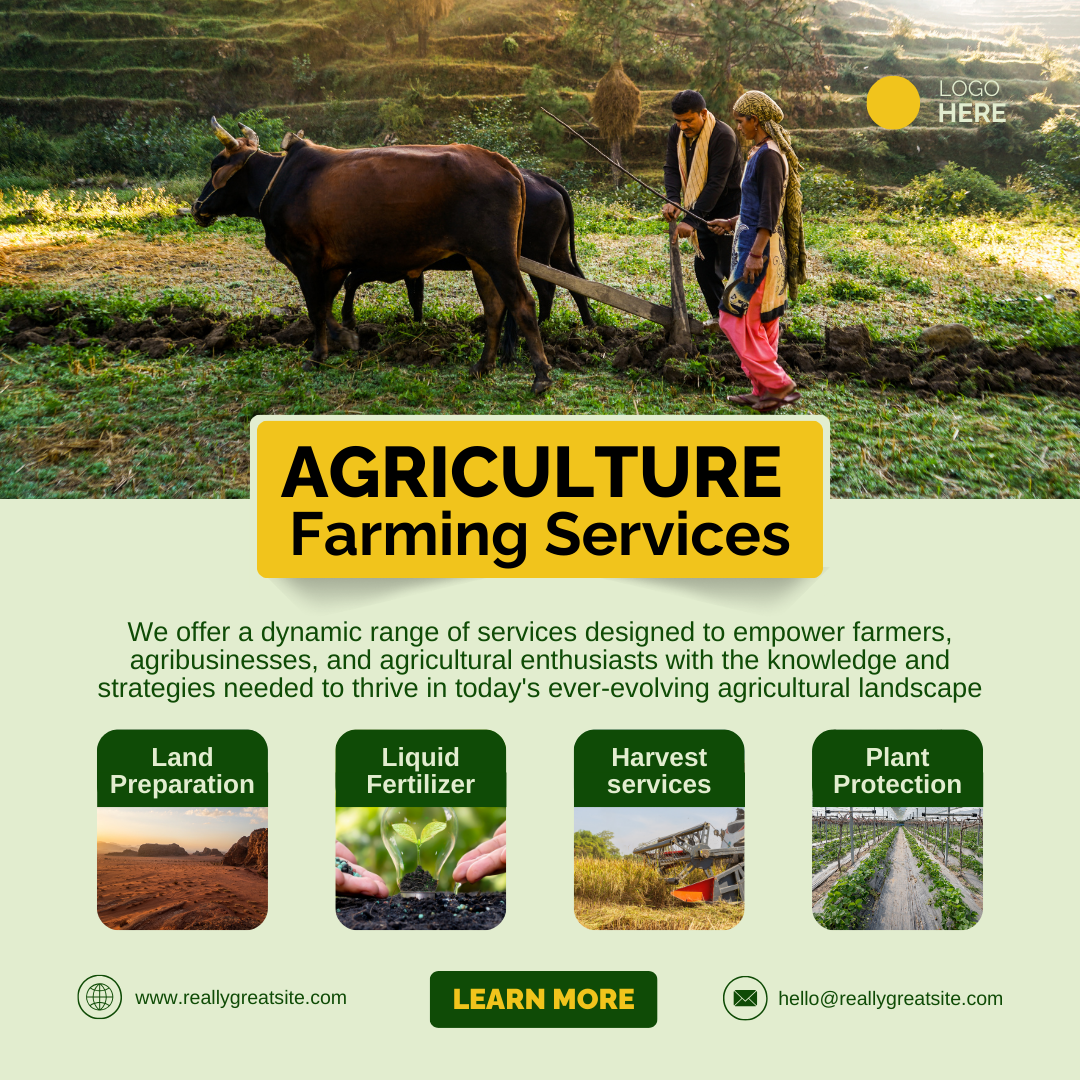 LOGO
HERE
AGRICULTURE
Farming Services
We offer a dynamic range of services designed to empower farmers,
agribusinesses, and agricultural enthusiasts with the knowledge and
strategies needed to thrive in today's ever-evolving agricultural landscape
Land
Preparation
Liquid
Fertilizer
Harvest
services
Plant
Protection
www.reallygreatsite.com
LEARN MORE
hello@reallygreatsite.com